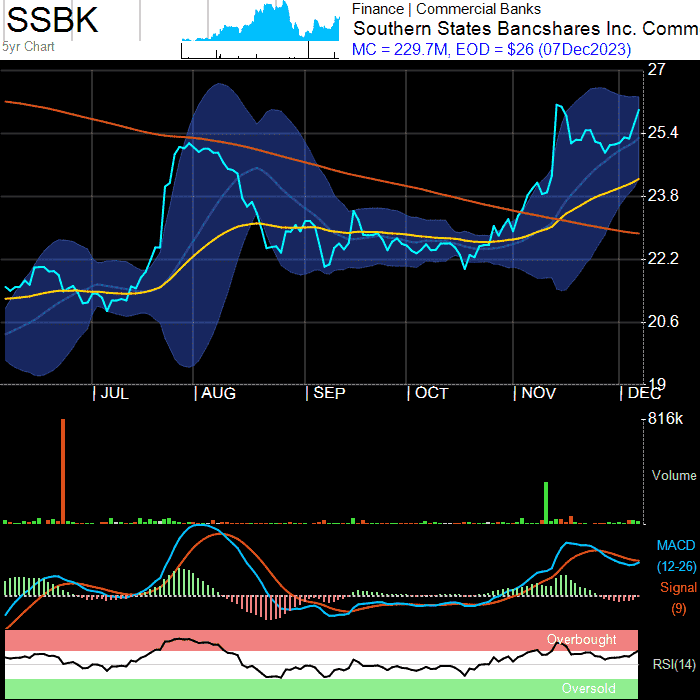 SSBK
5yr Chart
Finance | Commercial Banks
Southern States Bancshares Inc. Comm
MC = 229.7M, EOD = $26 (07Dec2023)
27
25.4
23.8
22.2
20.6
19
JUL AUG SEP OCT NOV DEC
816k
Volume
MACD
(12-26)
Signal
(9)
Overbought
RSI(14)
Oversold